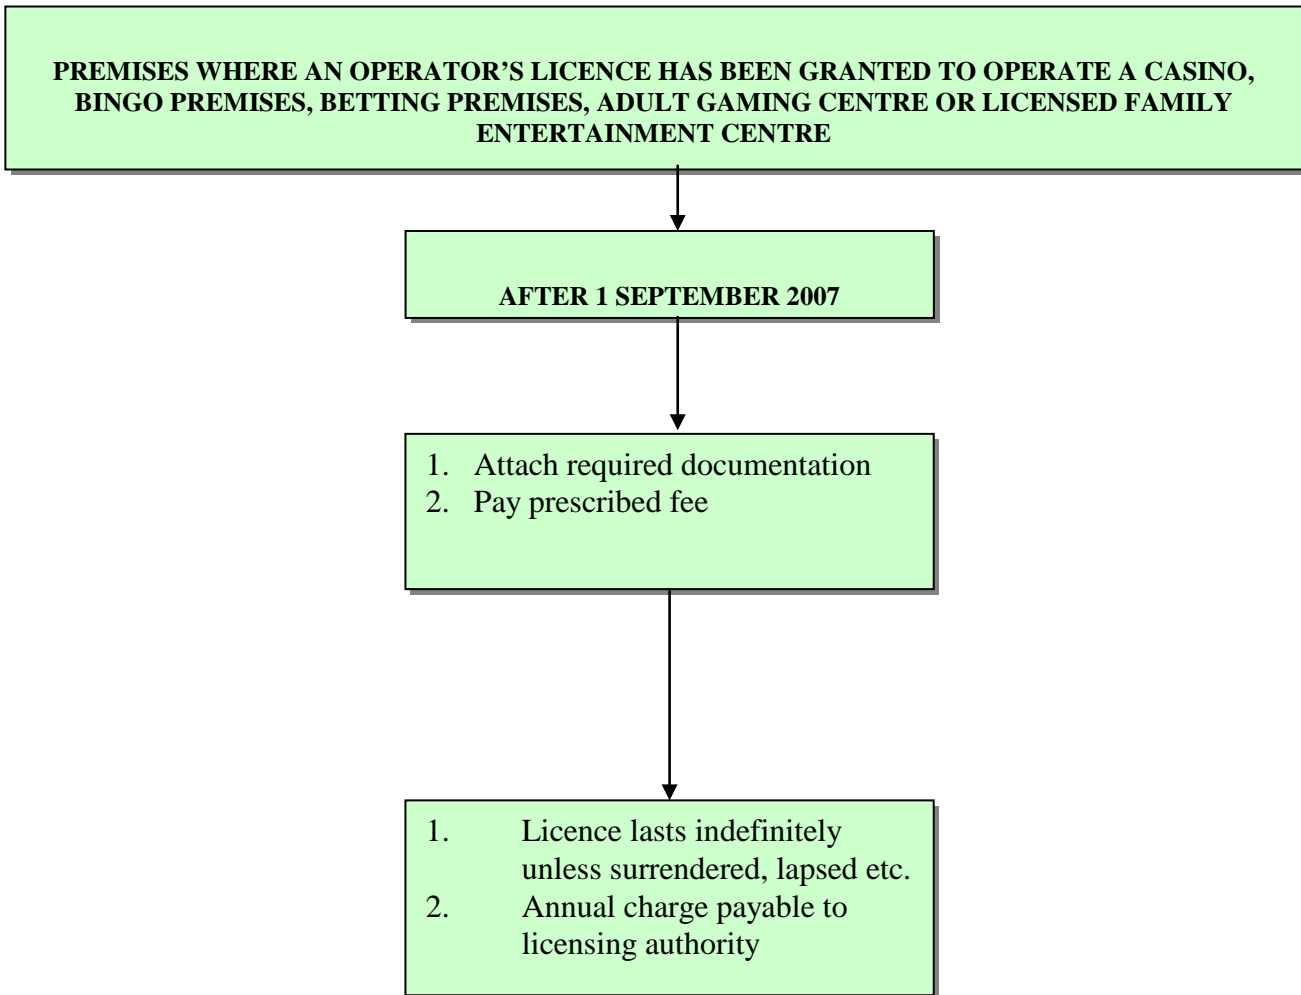 PREMISES WHERE AN OPERATOR’S LICENCE HAS BEEN GRANTED TO OPERATE A CASINO,
BINGO PREMISES, BETTING PREMISES, ADULT GAMING CENTRE OR LICENSED FAMILY
ENTERTAINMENT CENTRE
AFTER 1 SEPTEMBER 2007
1. Attach required documentation
2. Pay prescribed fee
1. Licence lasts indefinitely
unless surrendered, lapsed etc.
2. Annual charge payable to
licensing authority